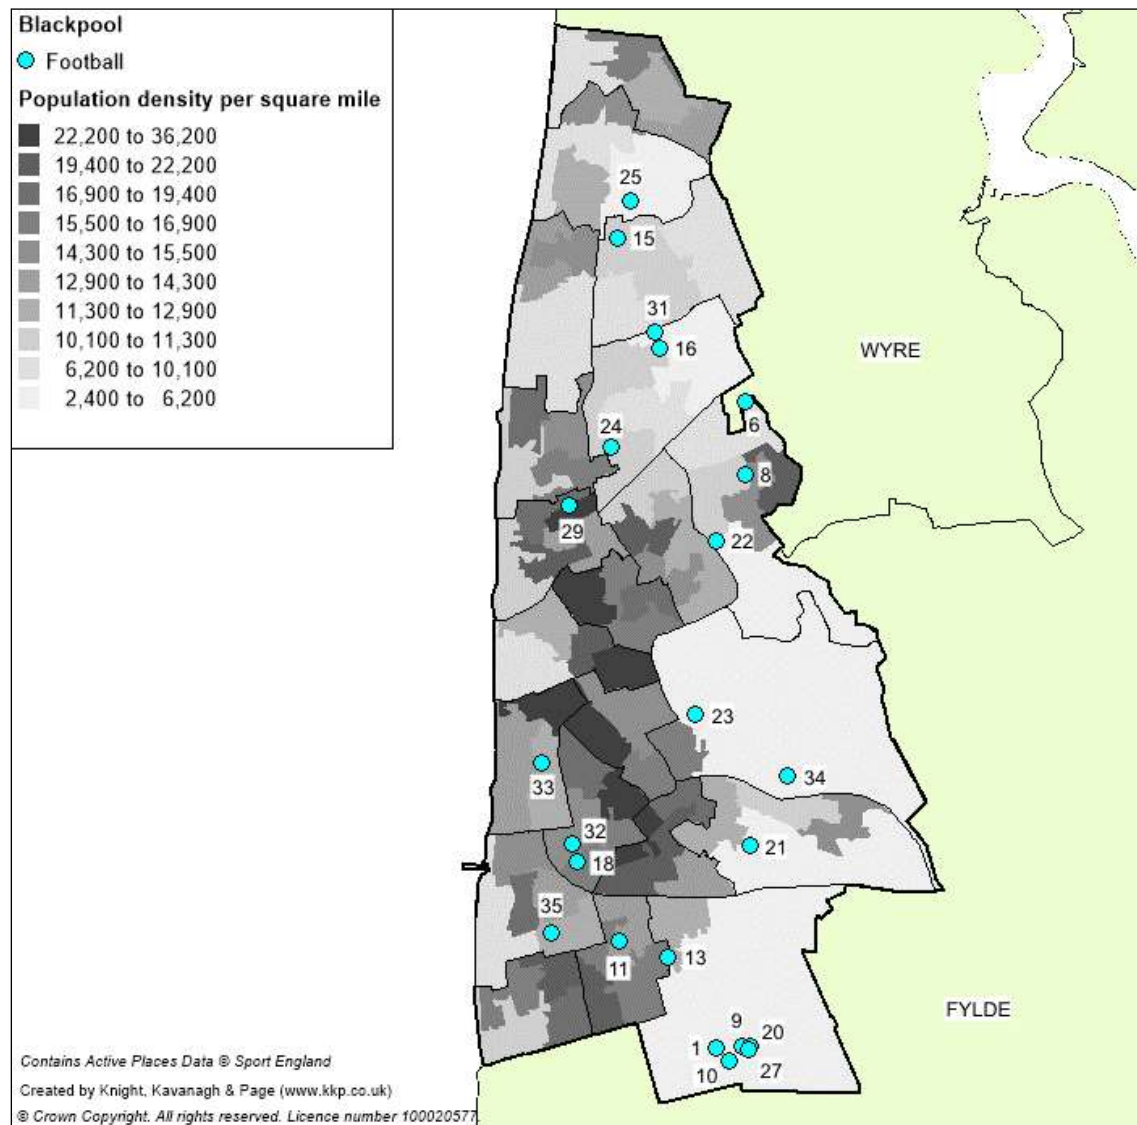 Blackpool
Football
Population density per square mile
22,200 to 36,200
19,400 to 22,200
16,900 to 19,400
15,500 to 16,900
14,300 to 15,500
12,900 to 14,300
11,300 to 12,900
10,100 to 11,300
6,200 to 10,100
2,400 to 6,200
25
15
31
16
WYRE
6
24
8
29
22
23
34
33
32
21
18
35
11
13
FYLDE
9
20
1
10
27
Contains Active Places Data ® Sport England
Created by Knight, Kavanagh & Page (www.kkp.co.uk)
© Crown Copyright. All rights reserved. Licence number 100020577.